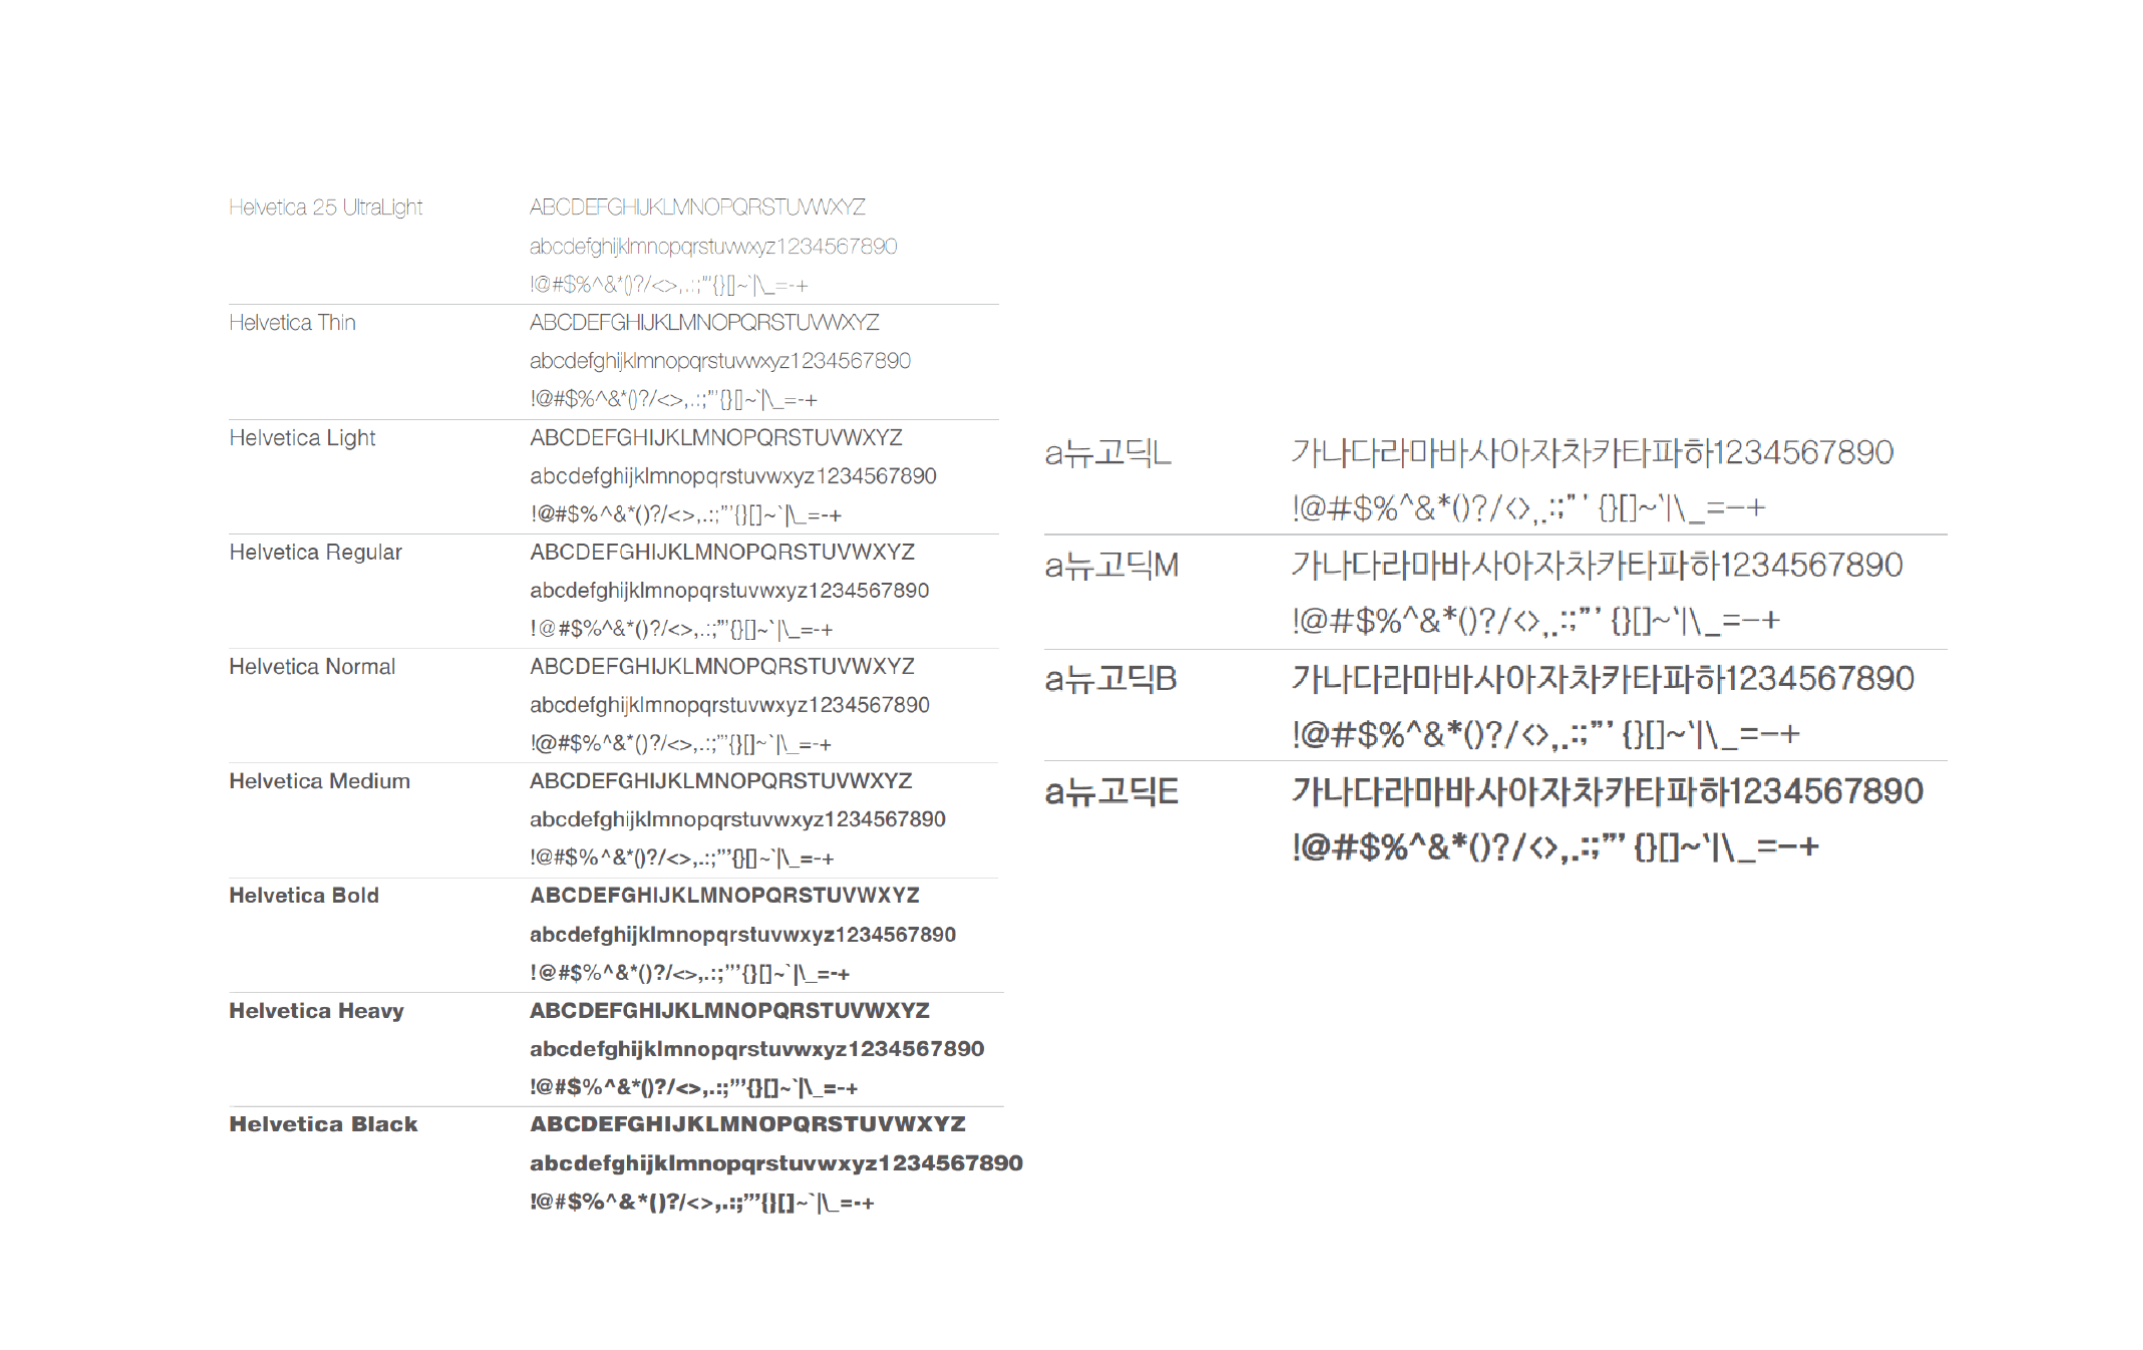 Helvetica 25 UltraLight
ABCDEFGHIJKLMNOPQRSTUVWXYZ
abcdefghijklmnopqrstuvwxyz1234567890
!@#$%^&*()?/<>,.:;"'{}[]~`|\_=-+
Helvetica Thin
ABCDEFGHIJKLMNOPQRSTUVWXYZ
abcdefghijklmnopqrstuvwxyz1234567890
!@#$%^&*()?/<>,.:;"'{}[]~`|\_=-+
Helvetica Light
ABCDEFGHIJKLMNOPQRSTUVWXYZ
abcdefghijklmnopqrstuvwxyz1234567890
!@#$%^&*()?/<>,.:;"'{}[]~`|\_=-+
Helvetica Regular
ABCDEFGHIJKLMNOPQRSTUVWXYZ
abcdefghijklmnopqrstuvwxyz1234567890
!@#$%^&*()?/<>,.:;"'{}[]~`|\_=-+
Helvetica Normal
ABCDEFGHIJKLMNOPQRSTUVWXYZ
abcdefghijklmnopqrstuvwxyz1234567890
!@#$%^&*()?/<>,.:;"'{}[]~`|\_=-+
Helvetica Medium
ABCDEFGHIJKLMNOPQRSTUVWXYZ
abcdefghijklmnopqrstuvwxyz1234567890
!@#$%^&*()?/<>,.:;"'{}[]~`|\_=-+
Helvetica Bold
ABCDEFGHIJKLMNOPQRSTUVWXYZ
abcdefghijklmnopqrstuvwxyz1234567890
!@#$%^&*()?/<>,.:;"'{}[]~`|\_=-+
Helvetica Heavy
ABCDEFGHIJKLMNOPQRSTUVWXYZ
abcdefghijklmnopqrstuvwxyz1234567890
!@#$%^&*()?/<>,.:;"'{}[]~`|\_=-+
Helvetica Black
ABCDEFGHIJKLMNOPQRSTUVWXYZ
abcdefghijklmnopqrstuvwxyz1234567890
!@#$%^&*()?/<>,.:;"'{}[]~`|\_=-+
a뉴고딕L
가나다라마바사아자차카타파하1234567890
!@#$%^&*()?/<>,.:;"' {}[]~`|\_=-+
a뉴고딕M
가나다라마바사아자차카타파하1234567890
!@#$%^&*()?/<>,.:;"' {}[]~`|\_=-+
a뉴고딕B
가나다라마바사아자차카타파하1234567890
!@#$%^&*()?/<>,.:;"' {}[]~`|\_=-+
a뉴고딕E
가나다라마바사아자차카타파하1234567890
!@#$%^&*()?/<>,.:;"' {}[]~`|\_=-+